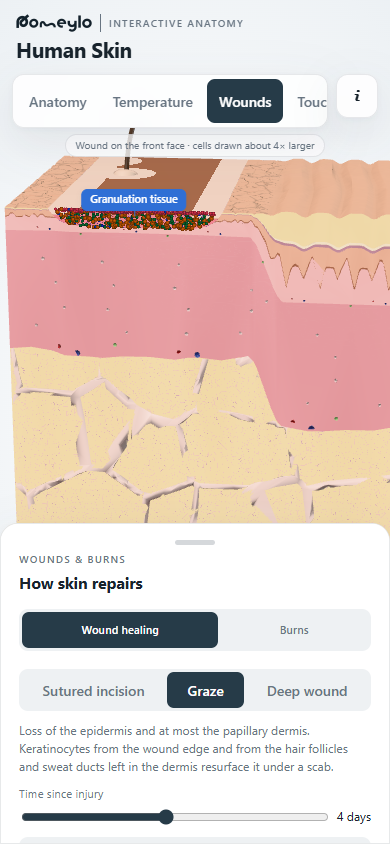 Domeylo | INTERACTIVE ANATOMY
Human Skin
Anatomy Temperature Wounds Touc
i
Wound on the front face · cells drawn about 4× larger
Granulation tissue
WOUNDS & BURNS
How skin repairs
Wound healing Burns
Sutured incision Graze Deep wound
Loss of the epidermis and at most the papillary dermis.
Keratinocytes from the wound edge and from the hair follicles
and sweat ducts left in the dermis resurface it under a scab.
Time since injury
4 days